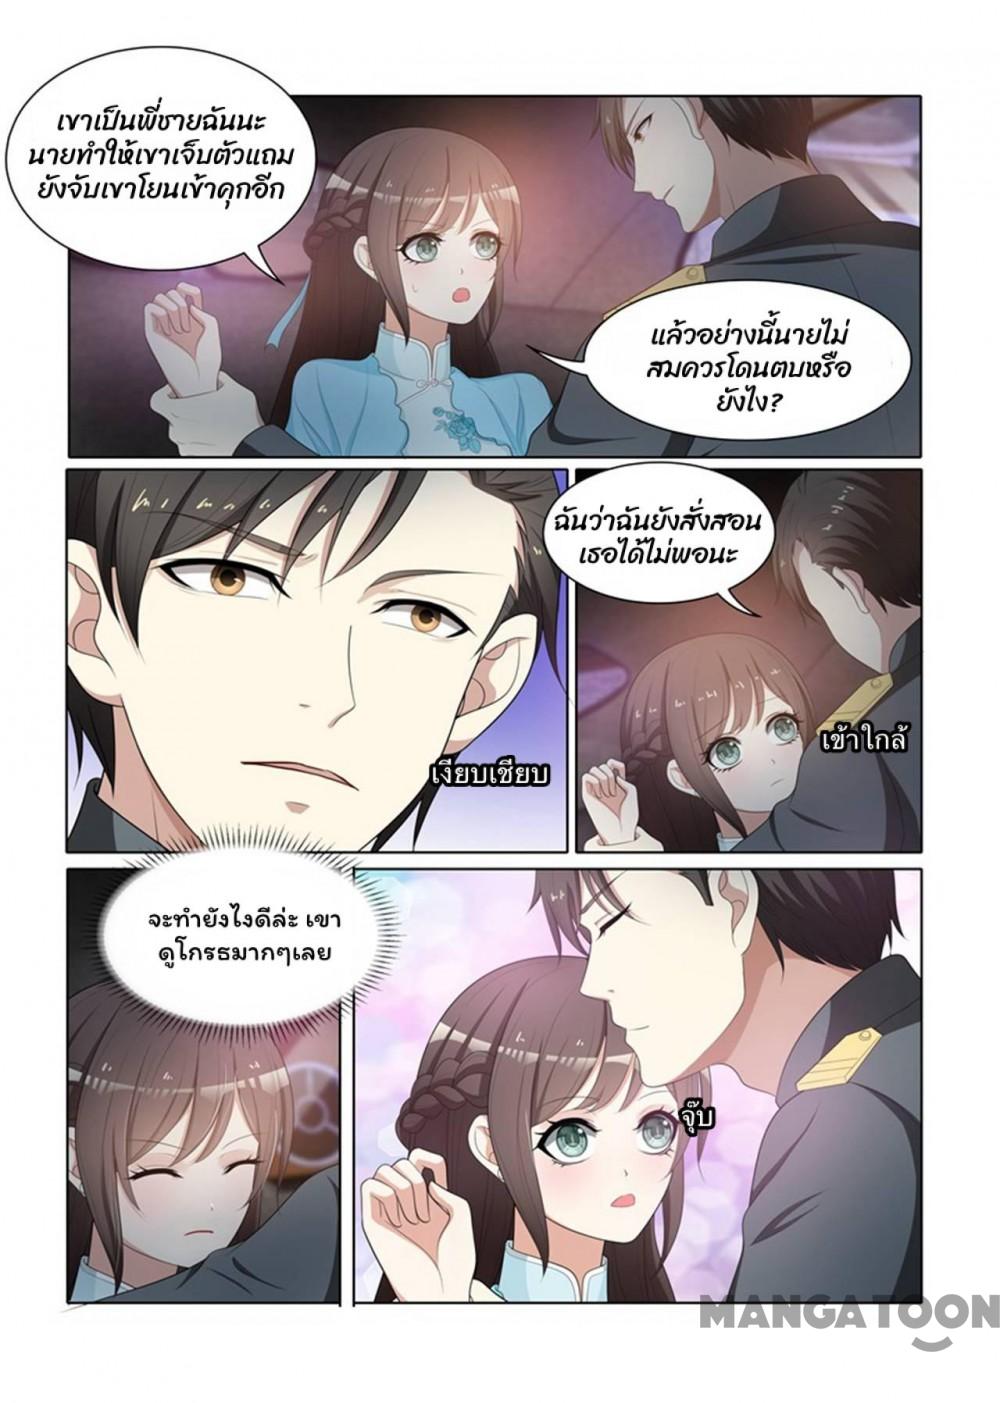 เขาเป็นพี่ชายฉันนะ
นายทำให้เขาเจ็บตัวแถม
ยังจับเขาโยนเข้าคุกอีก
แล้วอย่างนี้นายไม่
สมควรโดนตบหรือ
ยังไง?
เงียบเชียบ
ฉันว่าฉันยังสั่งสอน
เธอได้ไม่พอนะ
เข้าใกล้
จะทำยังไงดีล่ะ เขา
ดูโกรธมากๆเลย
จุ๊บ
MANGATOON